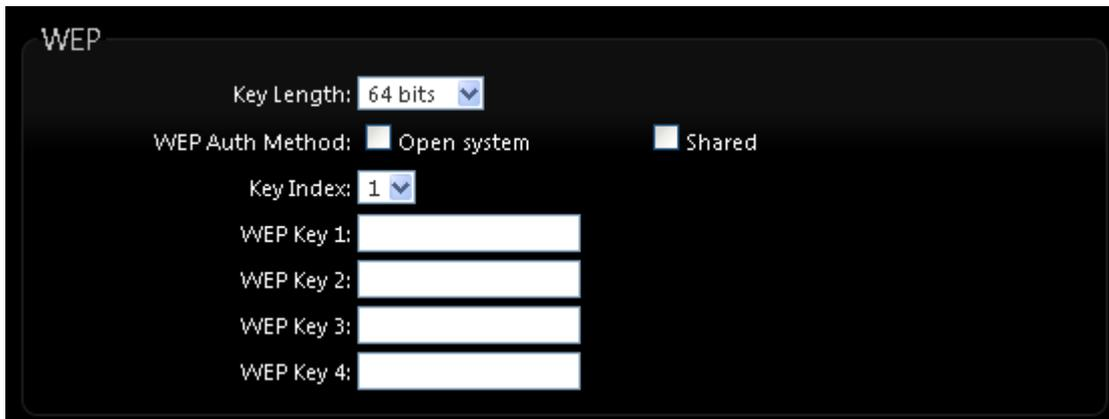 WEP
Key Length: 64 bits
WEP Auth Method: Open system Shared
Key Index: 1
WEP Key 1:
WEP Key 2:
WEP Key 3:
WEP Key 4: